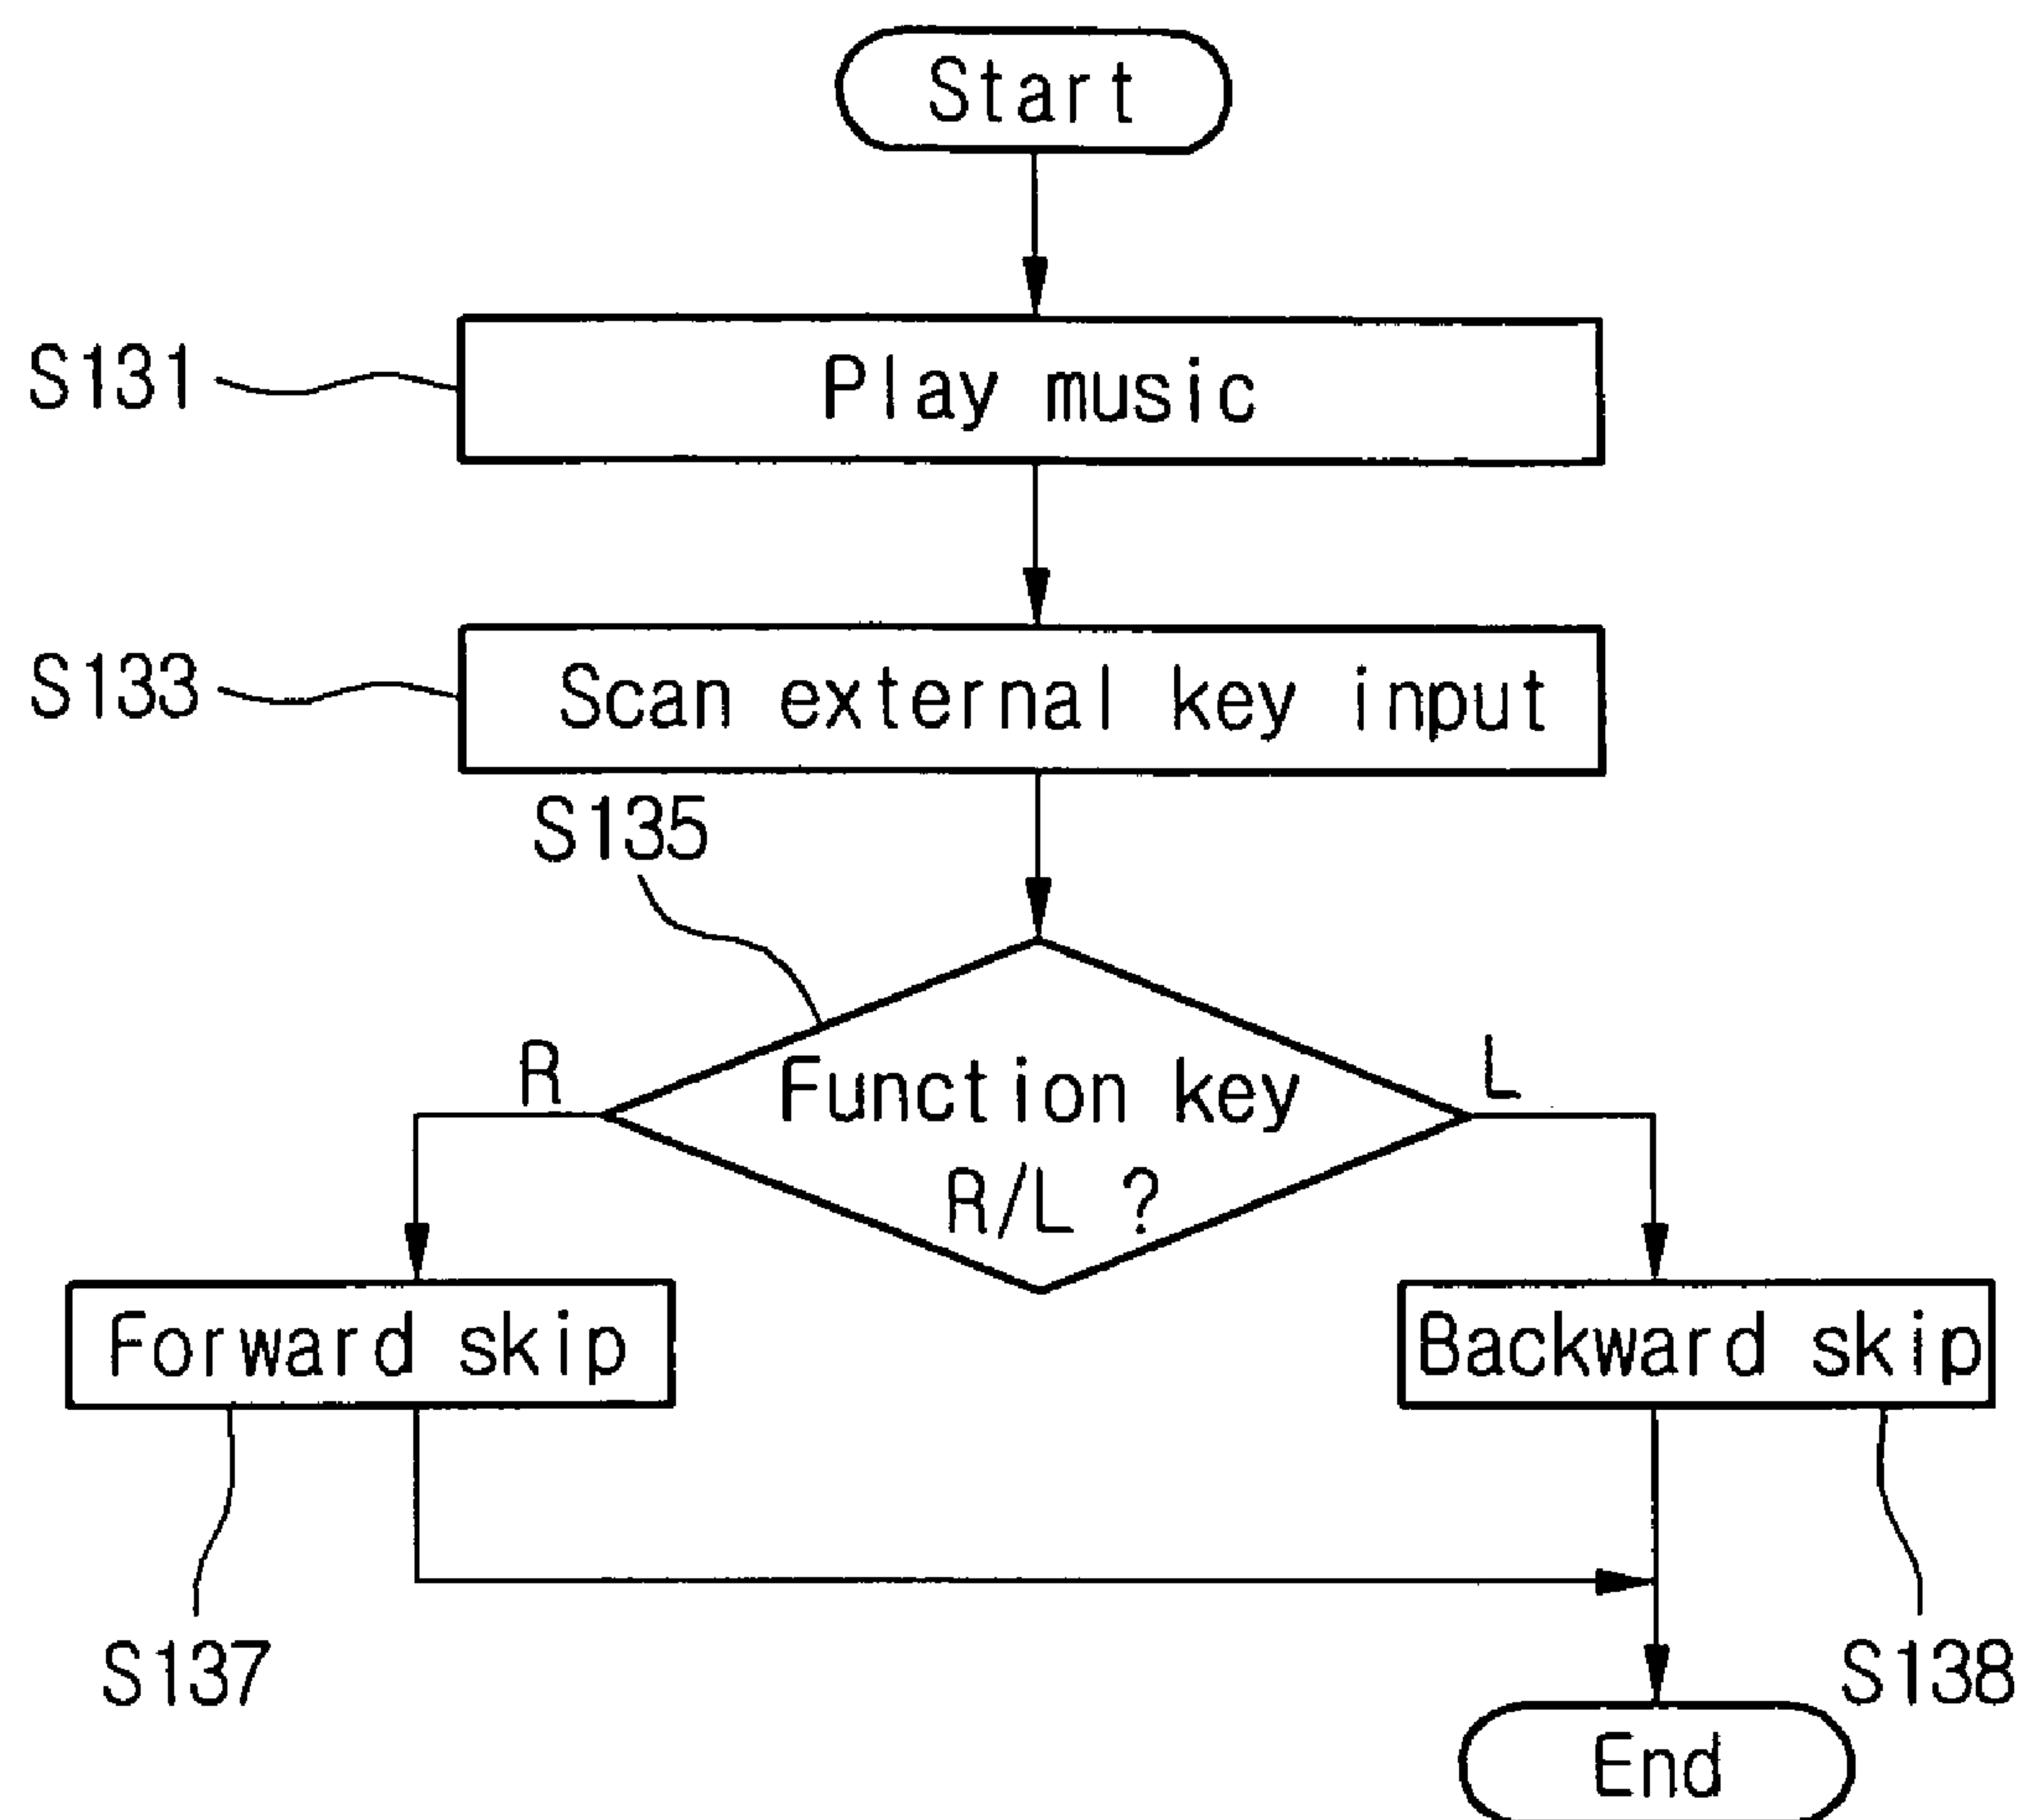 Start
S131
Play music
S133
Scan external key input
S135
R
Function key
R/L ?
L
Forward skip
Backward skip
S137
S138
End